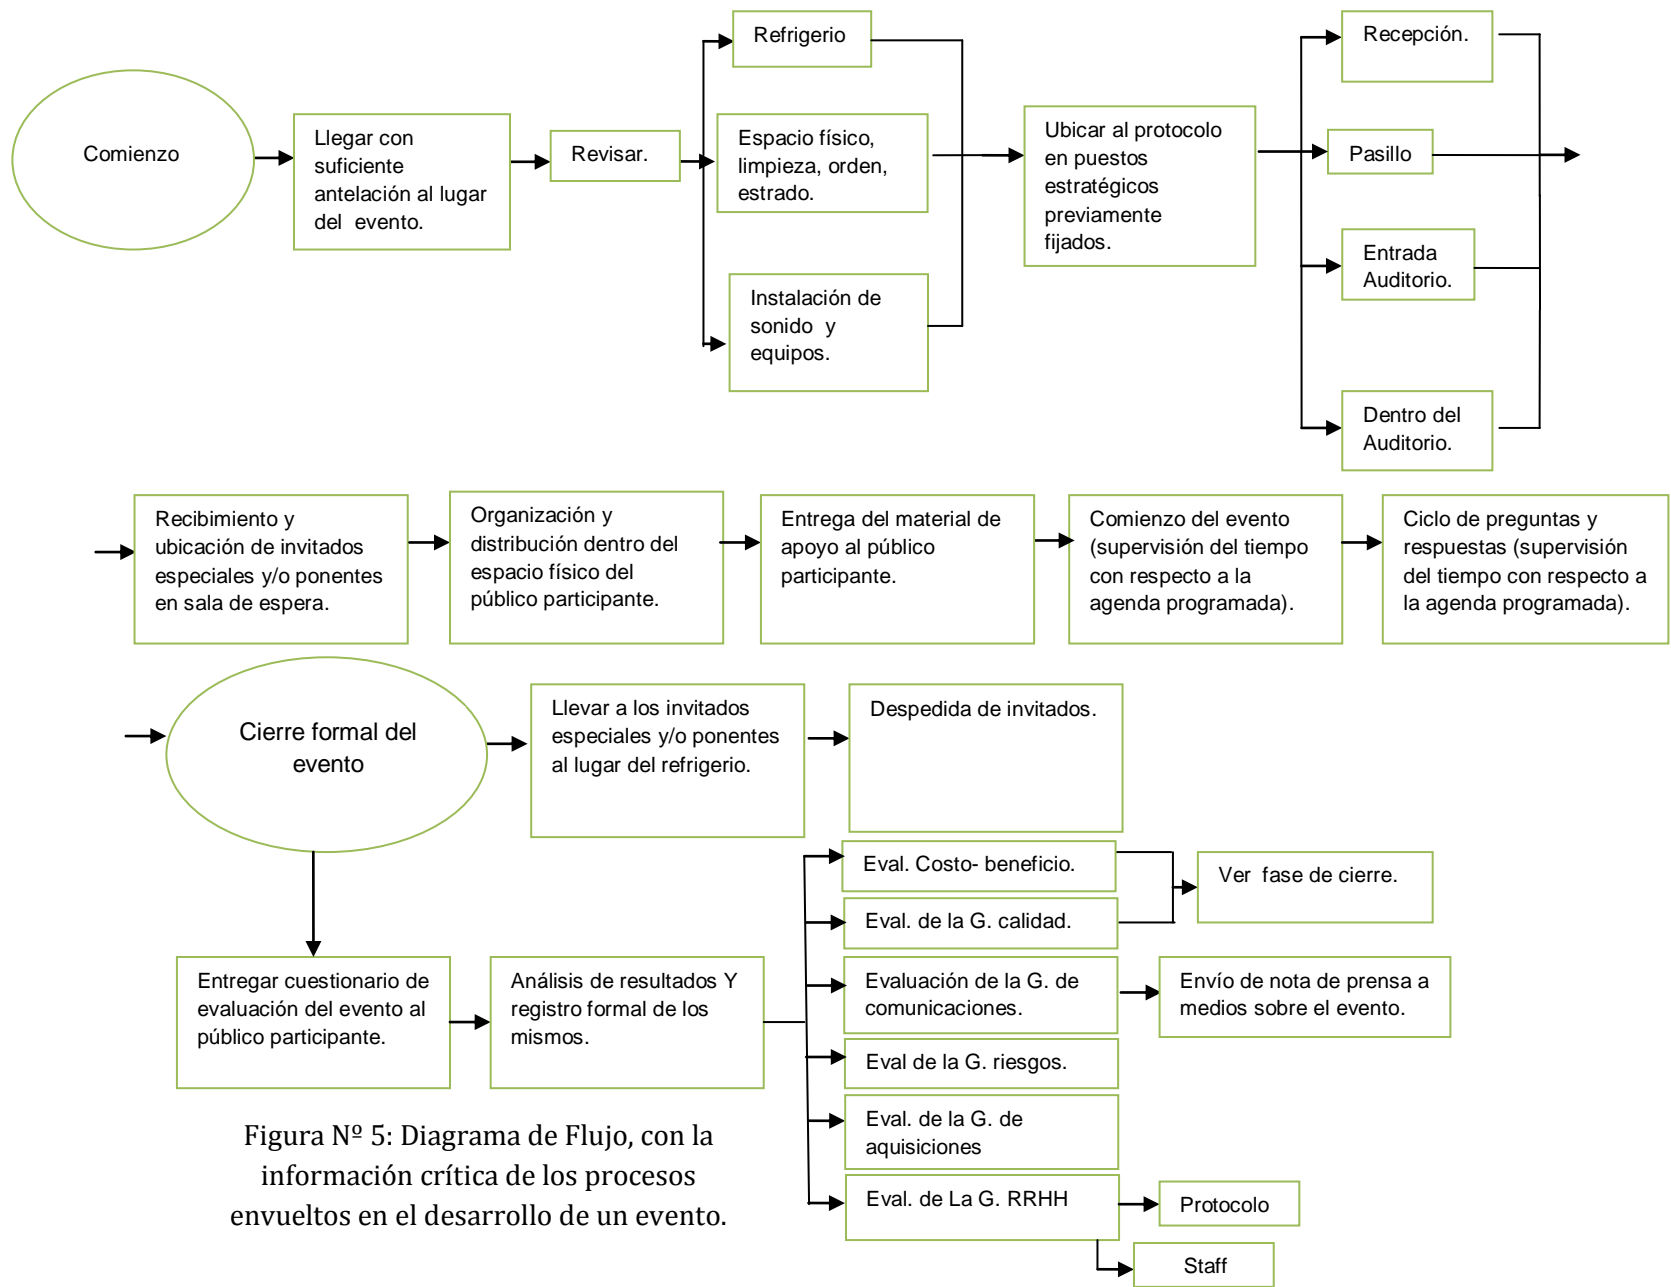 Comienzo
Llegar con
suficiente
antelación al lugar
del evento.
Revisar.
Refrigerio
Espacio físico,
limpieza, orden,
estrado.
Instalación de
sonido y
equipos.
Ubicar al protocolo
en puestos
estratégicos
previamente
fijados.
Recepción.
Pasillo
Entrada
Auditorio.
Dentro del
Auditorio.
Recibimiento y
ubicación de invitados
especiales y/o ponentes
en sala de espera.
Organización y
distribución dentro del
espacio físico del
público participante.
Entrega del material de
apoyo al público
participante.
Comienzo del evento
(supervisión del tiempo
con respecto a la
agenda programada).
Ciclo de preguntas y
respuestas (supervisión
del tiempo con respecto a
la agenda programada).
Cierre formal del
evento
Llevar a los invitados
especiales y/o ponentes
al lugar del refrigerio.
Despedida de invitados.
Entregar cuestionario de
evaluación del evento al
público participante.
Análisis de resultados Y
registro formal de los
mismos.
Eval. Costo- beneficio.
Eval. de la G. calidad.
Ver fase de cierre.
Evaluación de la G. de
comunicaciones.
Envío de nota de prensa a
medios sobre el evento.
Eval de la G. riesgos.
Eval. de la G. de
aquisiciones
Eval. de La G. RRHH
Protocolo
Staff
Figura Nº 5: Diagrama de Flujo, con la
información crítica de los procesos
envueltos en el desarrollo de un evento.